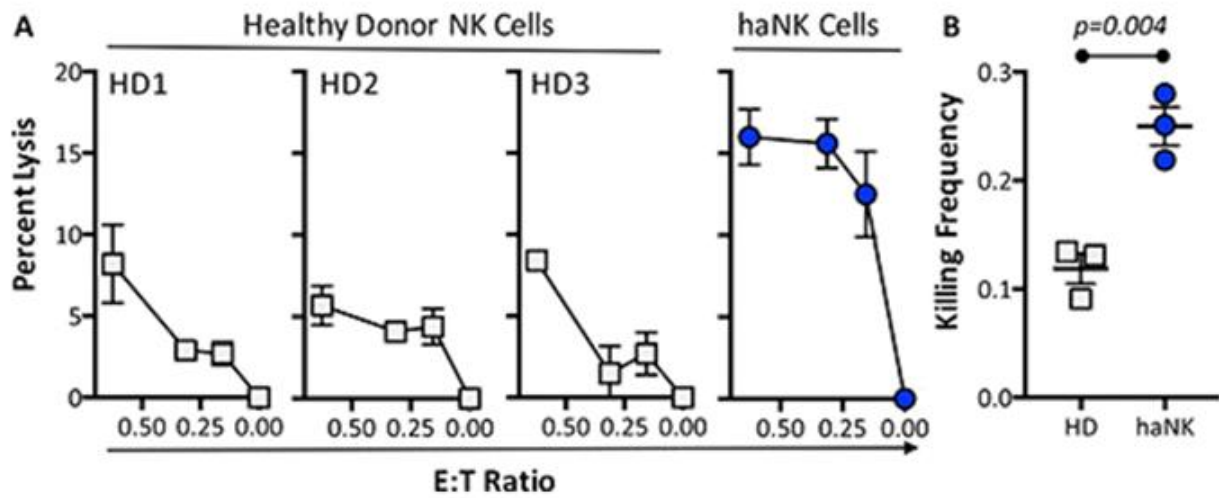 A
Healthy Donor NK Cells
haNK Cells
B
p=0.004
HD1
HD2
HD3
20
15
10
5
0
Percent Lysis
0.50 0.25 0.00
0.50 0.25 0.00
0.50 0.25 0.00
0.50 0.25 0.00
E:T Ratio
0.3
0.2
0.1
0.0
Killing Frequency
HD haNK